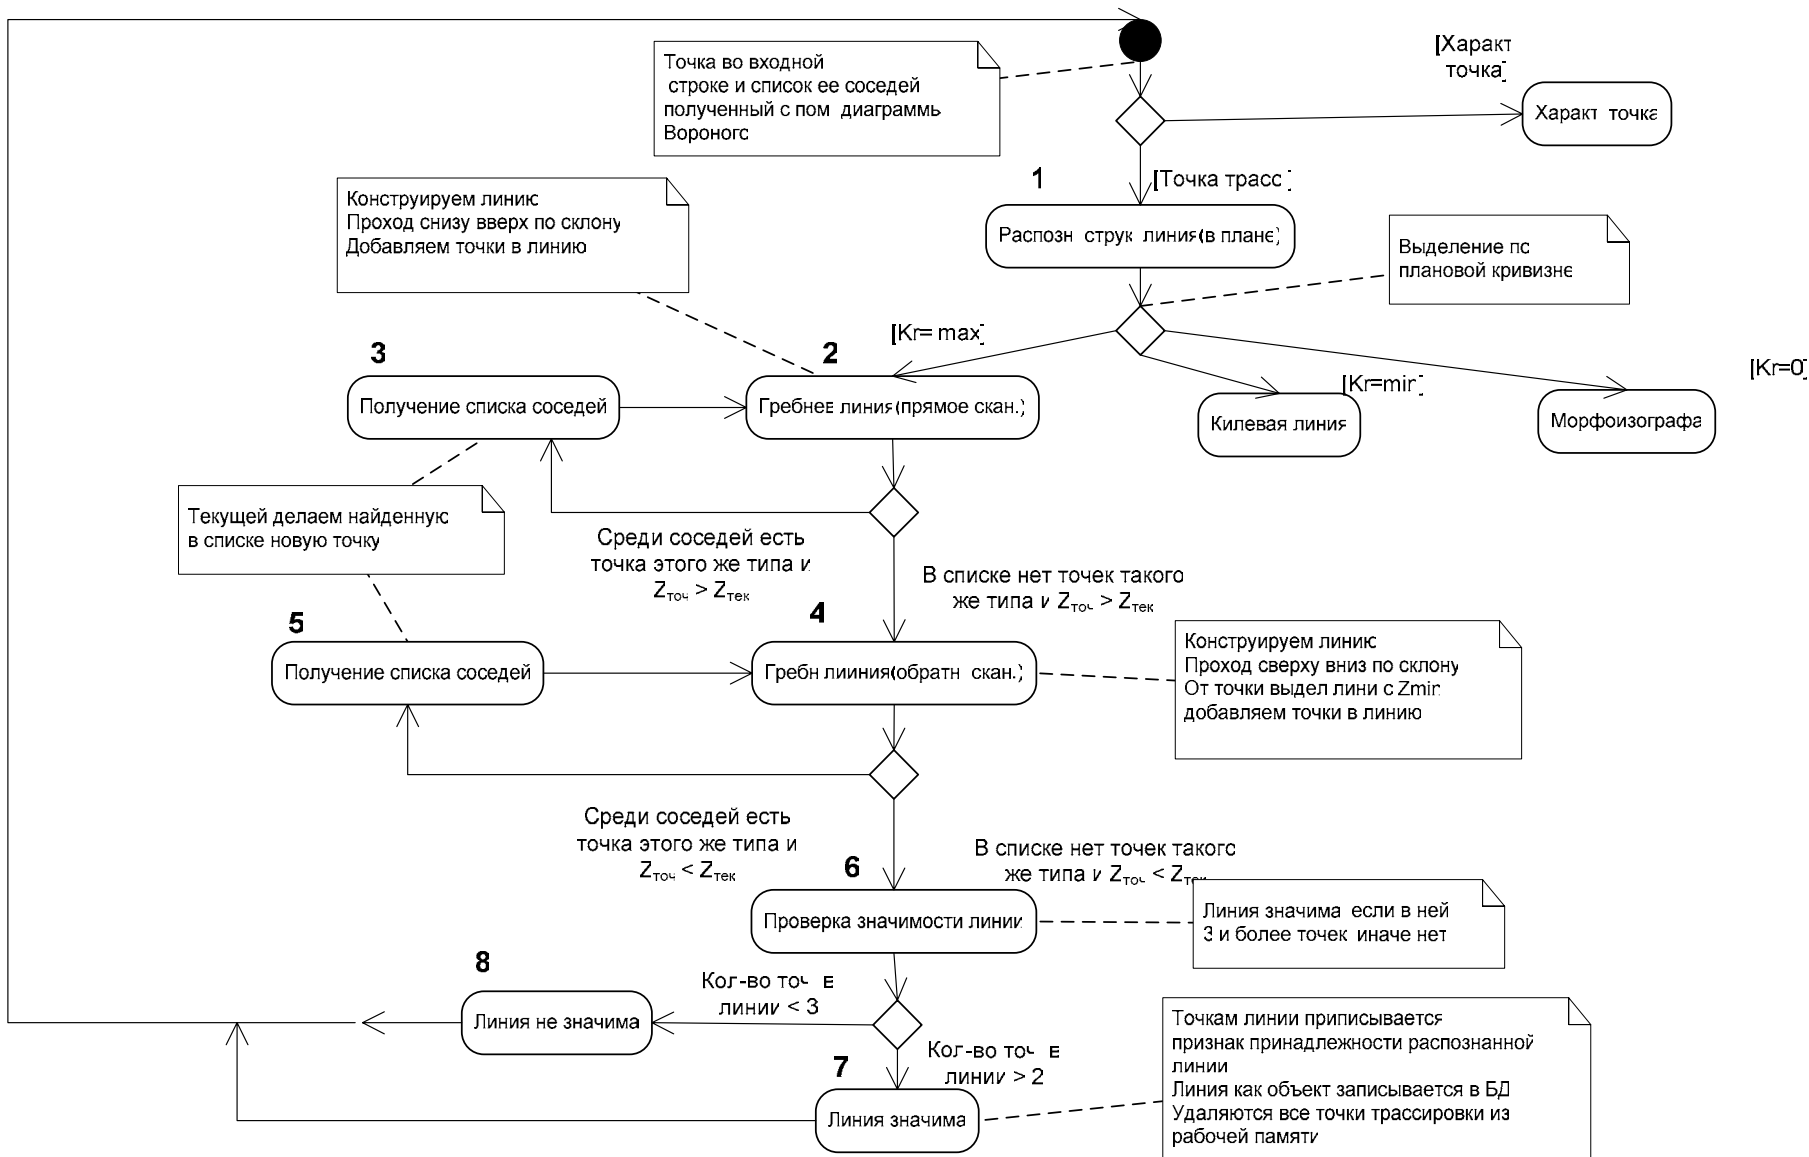 Точка во входной
строке и список ее соседей
полученный с пом диаграммь
Вороногс
[Характ
точка]
Характ точка
1
[Точка трасс ]
Распозн струк линия(в плане)
Выделение пс
плановой кривизне
Конструируем линию
Проход снизу вверх по склону
Добавляем точки в линию
[Kr= max]
[Kr=min]
[Kr=0]
3
Получение списка соседей
2
Гребнев линия(прямое скан.)
Килевая линия
Морфоизографа
Текущей делаем найденную
в списке новую точку
Среди соседей есть
точка этого же типа и
Zточ > Zтек
В списке нет точек такого
же типа и Zточ > Zтек
5
Получение списка соседей
4
Гребн лииния(обратн скан.)
Конструируем линию
Проход сверху вниз по склону
От точки выдел лини с Zmin
добавляем точки в линию
Среди соседей есть
точка этого же типа и
Zточ < Zтек
В списке нет точек такого
же типа и Zточ < Zтек
6
Проверка значимости линии
Линия значима если в ней
3 и более точек иначе нет
8
Линия не значима
Кол-во точ в
линии < 3
Кол-во точ в
линии > 2
7
Линия значима
Точкам линии приписывается
признак принадлежности распознанной
линии
Линия как объект записывается в БД
Удаляются все точки трассировки из
рабочей памяти